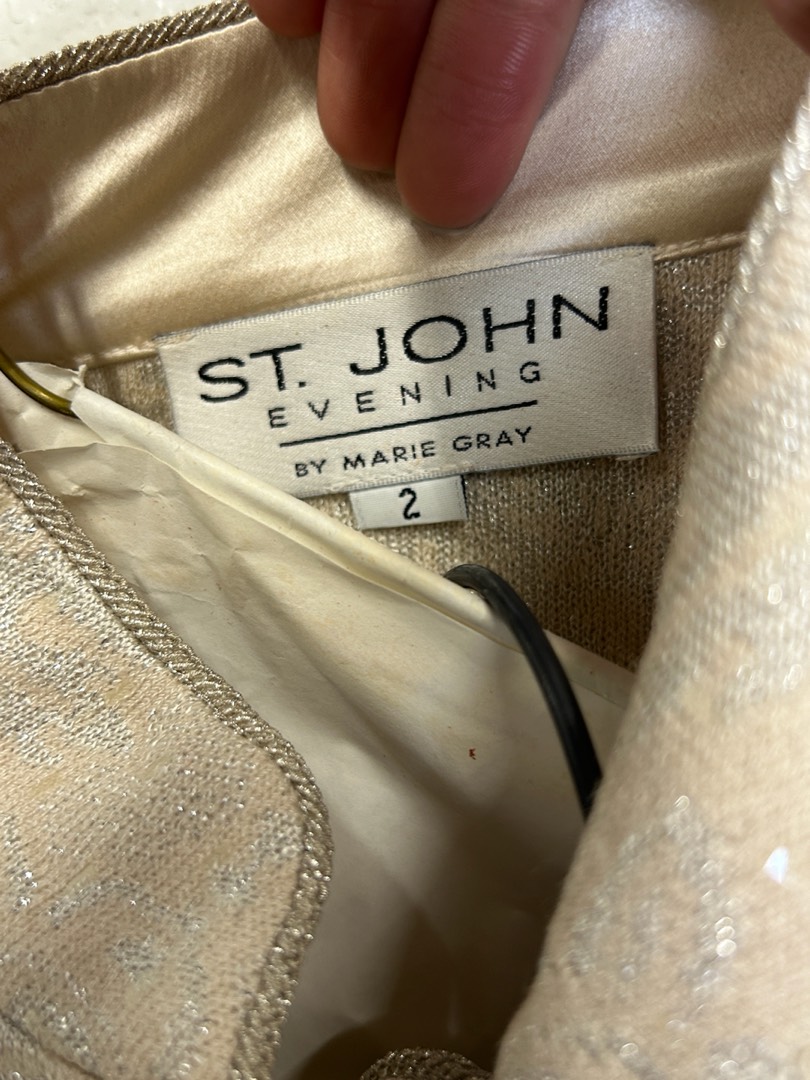 ST. JOHN
EVENING
BY MARIE GRAY
2